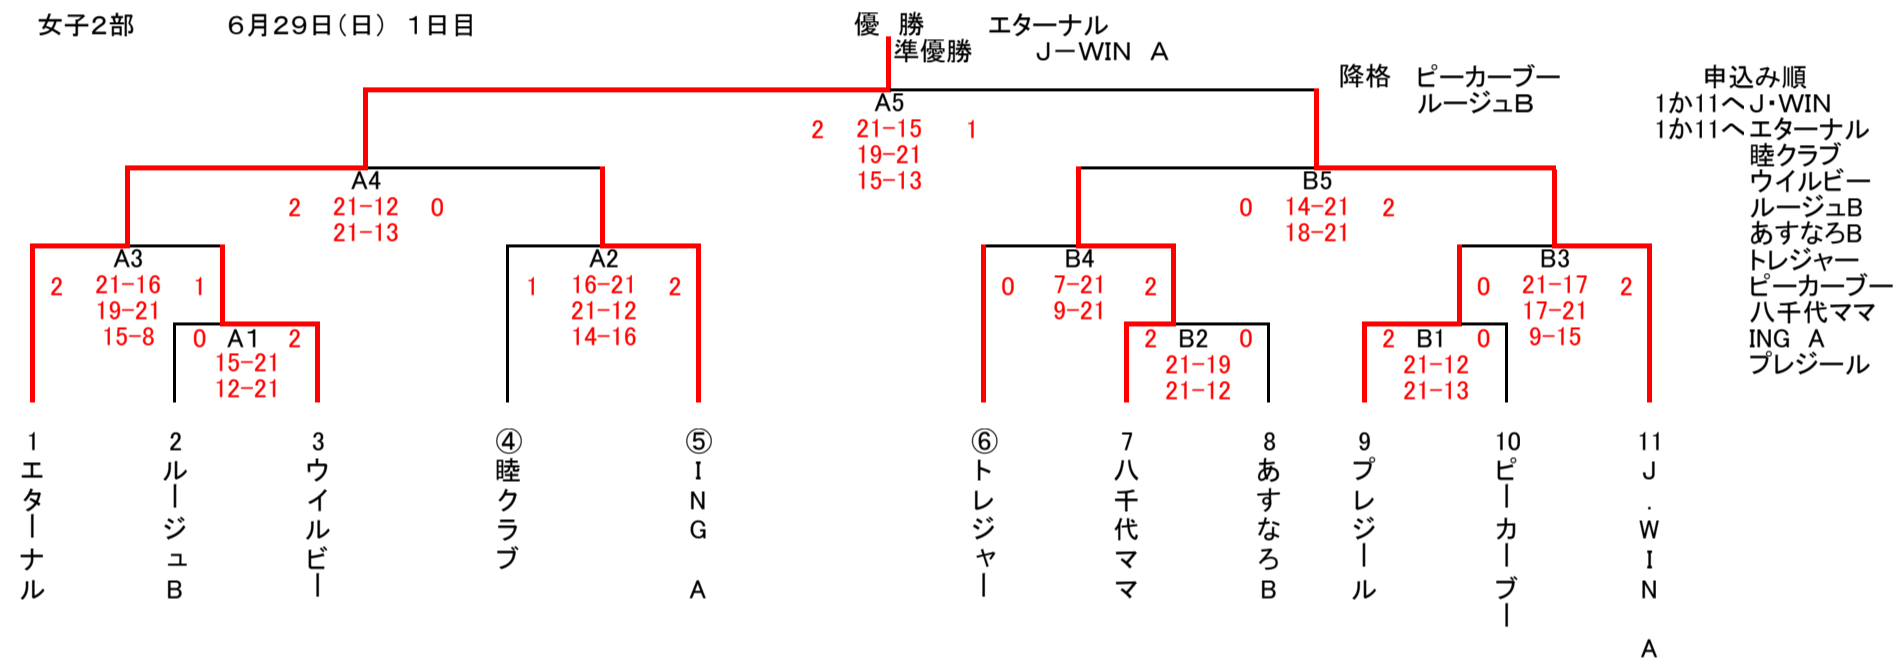 女子2部 6月29日(日) 1日目
優 勝 エターナル
準優勝 J－WIN A
降格 ピーカーブー
ルージュB
申込み順
1か11へ J・WIN
1か11へ エターナル
睦クラブ
ウイルビー
ルージュB
あすなろB
トレジャー
ピーカーブー
八千代ママ
ING A
プレジール
A5
2 21-15 1
19-21
15-13
A4
2 21-12 0
21-13
B5
0 14-21 2
18-21
A3
2 21-16 1
19-21
15-8
A2
1 16-21 2
21-12
14-16
B4
0 7-21 2
9-21
B3
0 21-17 2
17-21
9-15
0 A1 2
15-21
12-21
2 B2 0
21-19
21-12
2 B1 0
21-12
21-13
1 エターナル
2 ルージュB
3 ウイルビー
④ 睦クラブ
⑤ ING A
⑥ トレジャー
7 八千代ママ
8 あすなろB
9 プレジール
10 ピーカーブー
11 J.WIN A